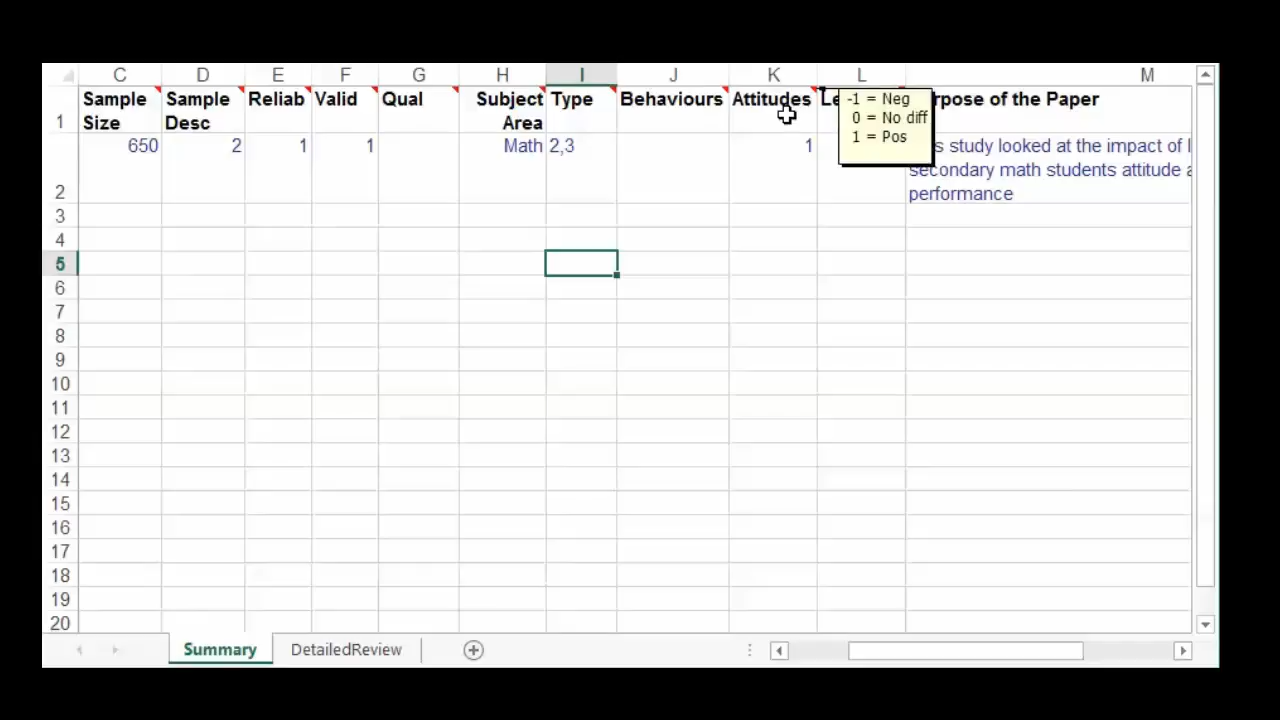 C D E F G H I J K L M
Sample Sample Reliab Valid Qual Subject Type Behaviours Attitudes -1 = Neg rpose of the Paper
1 Size Desc Area 0 = No diff
1 = Pos
650 2 1 1 Math 2,3 1 s study looked at the impact of
secondary math students attitude
2 performance
3
4
5
6
7
8
9
10
11
12
13
14
15
16
17
18
19
20
Summary DetailedReview